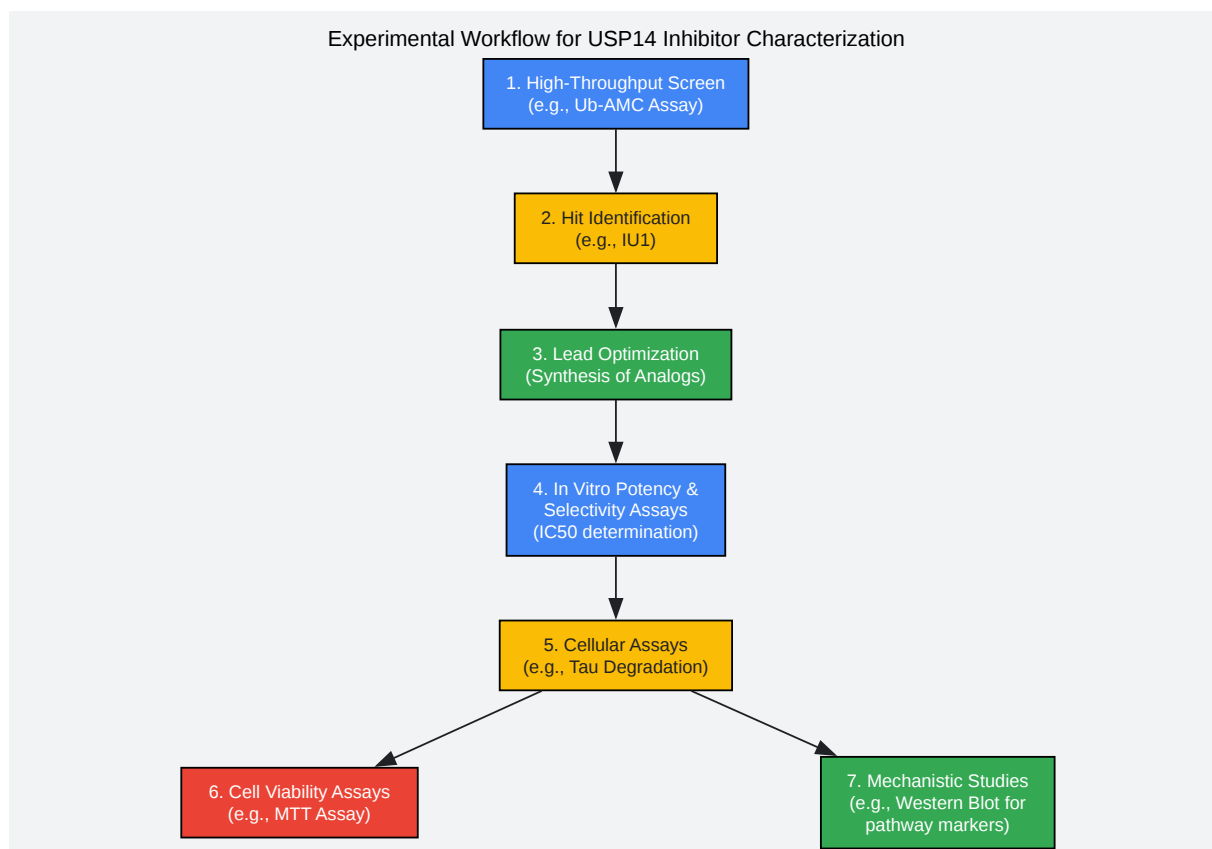 Experimental Workflow for USP14 Inhibitor Characterization
1. High-Throughput Screen
(e.g., Ub-AMC Assay)
2. Hit Identification
(e.g., IU1)
3. Lead Optimization
(Synthesis of Analogs)
4. In Vitro Potency &
Selectivity Assays
(IC50 determination)
5. Cellular Assays
(e.g., Tau Degradation)
6. Cell Viability Assays
(e.g., MTT Assay)
7. Mechanistic Studies
(e.g., Western Blot for
pathway markers)